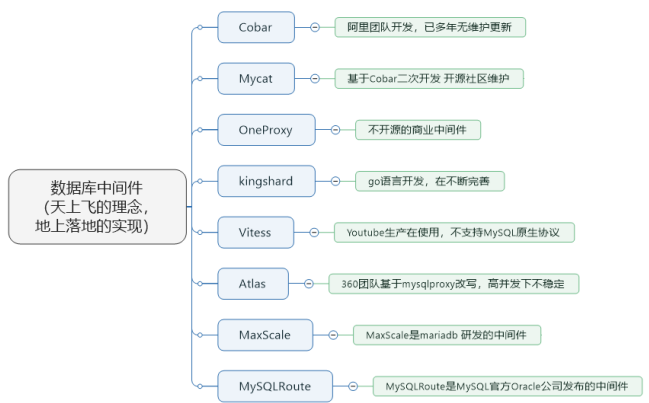 Cobar
阿里团队开发，已多年无维护更新
Mycat
基于Cobar二次开发 开源社区维护
OneProxy
不开源的商业中间件
kingshard
go语言开发，在不断完善
数据库中间件
（天上飞的理念，
地上落地的实现）
Vitess
Youtube生产在使用，不支持MySQL原生协议
Atlas
360团队基于mysqlproxy改写，高并发下不稳定
MaxScale
MaxScale是mariadb 研发的中间件
MySQLRoute
MySQLRoute是MySQL官方Oracle公司发布的中间件